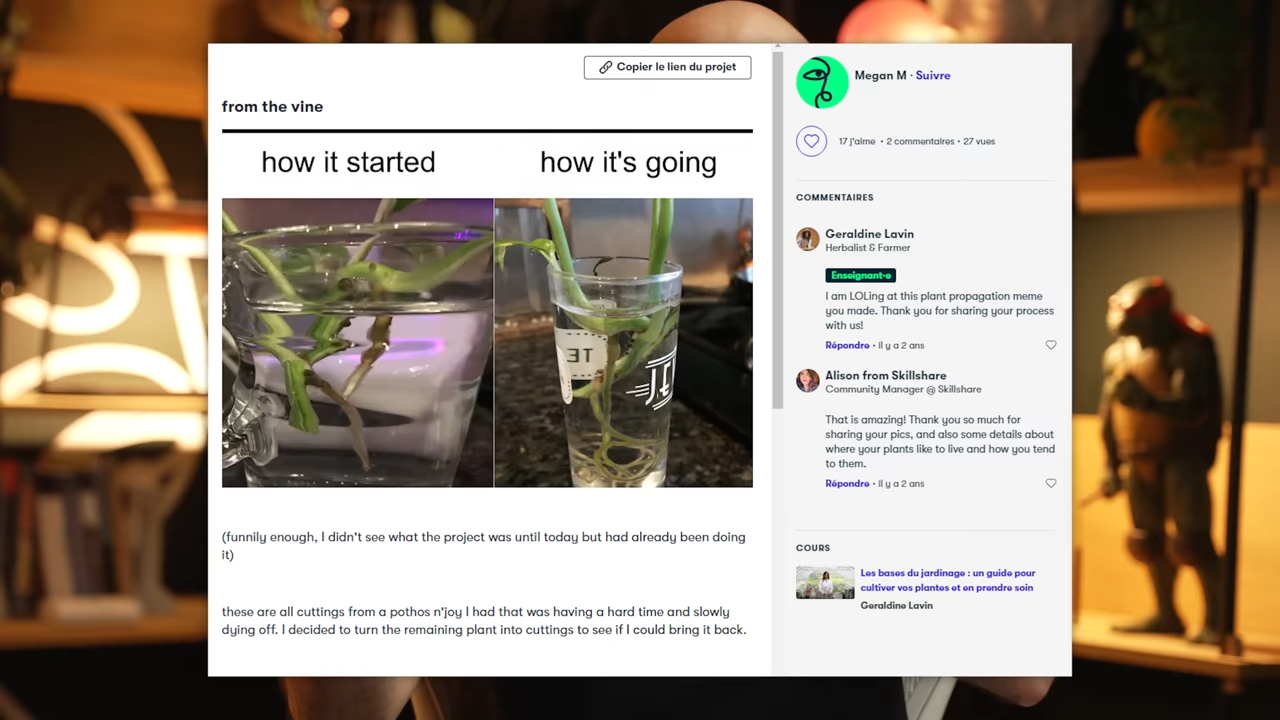 Copier le lien du projet
from the vine
how it started
how it's going
TE
(funnily enough, I didn't see what the project was until today but had already been doing
it)
these are all cuttings from a pothos n'joy I had that was having a hard time and slowly
dying off. I decided to turn the remaining plant into cuttings to see if I could bring it back.
Megan M · Suivre
17 j'aime • 2 commentaires • 27 vues
COMMENTAIRES
Geraldine Lavin
Herbalist & Farmer
Enseignant·e
I am LOLing at this plant propagation meme
you made. Thank you for sharing your process
with us!
Répondre • il y a 2 ans
Alison from Skillshare
Community Manager @ Skillshare
That is amazing! Thank you so much for
sharing your pics, and also some details about
where your plants like to live and how you tend
to them.
Répondre • il y a 2 ans
COURS
Les bases du jardinage : un guide pour
cultiver vos plantes et en prendre soin
Geraldine Lavin